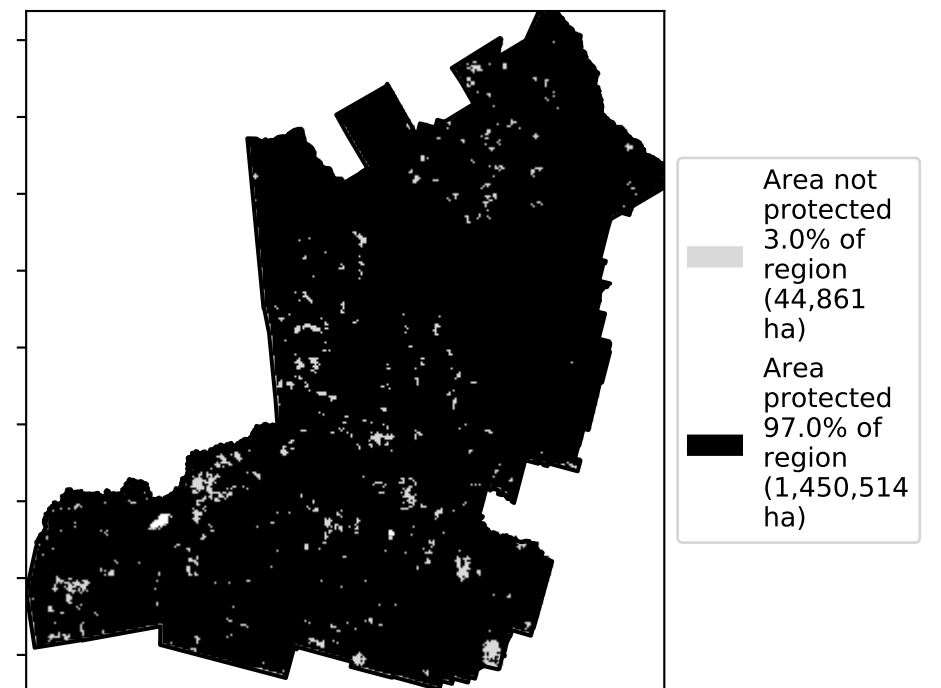 Area not
protected
3.0% of
region
(44,861
ha)
Area
protected
97.0% of
region
(1,450,514
ha)